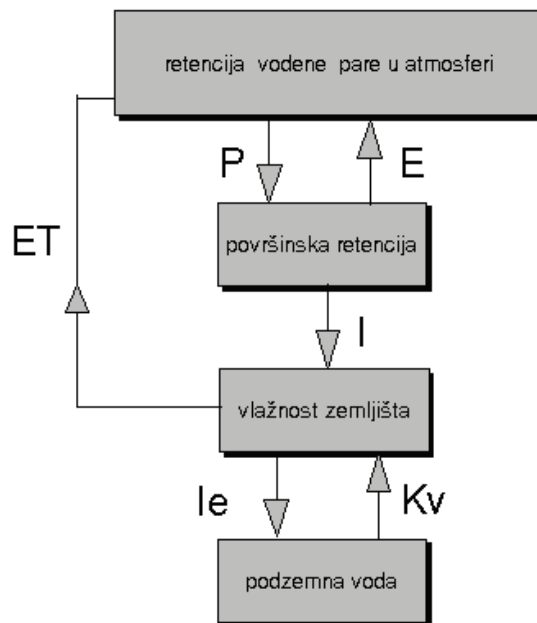 retencija vodene pare u atmosferi
P
E
ET
površinska retencija
I
vlažnost zemljišta
Ie
Kv
podzemna voda